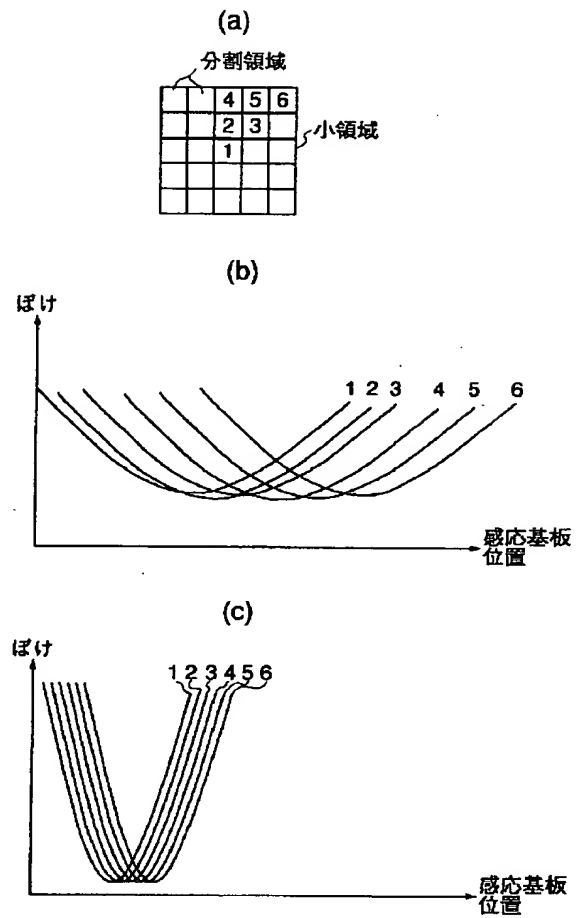 (a)
分割領域
4 5 6
2 3
小領域
1
(b)
ぼけ
1 2 3 4 5 6
感応基板
位置
(c)
ぼけ
1 2 3 4 5 6
感応基板
位置